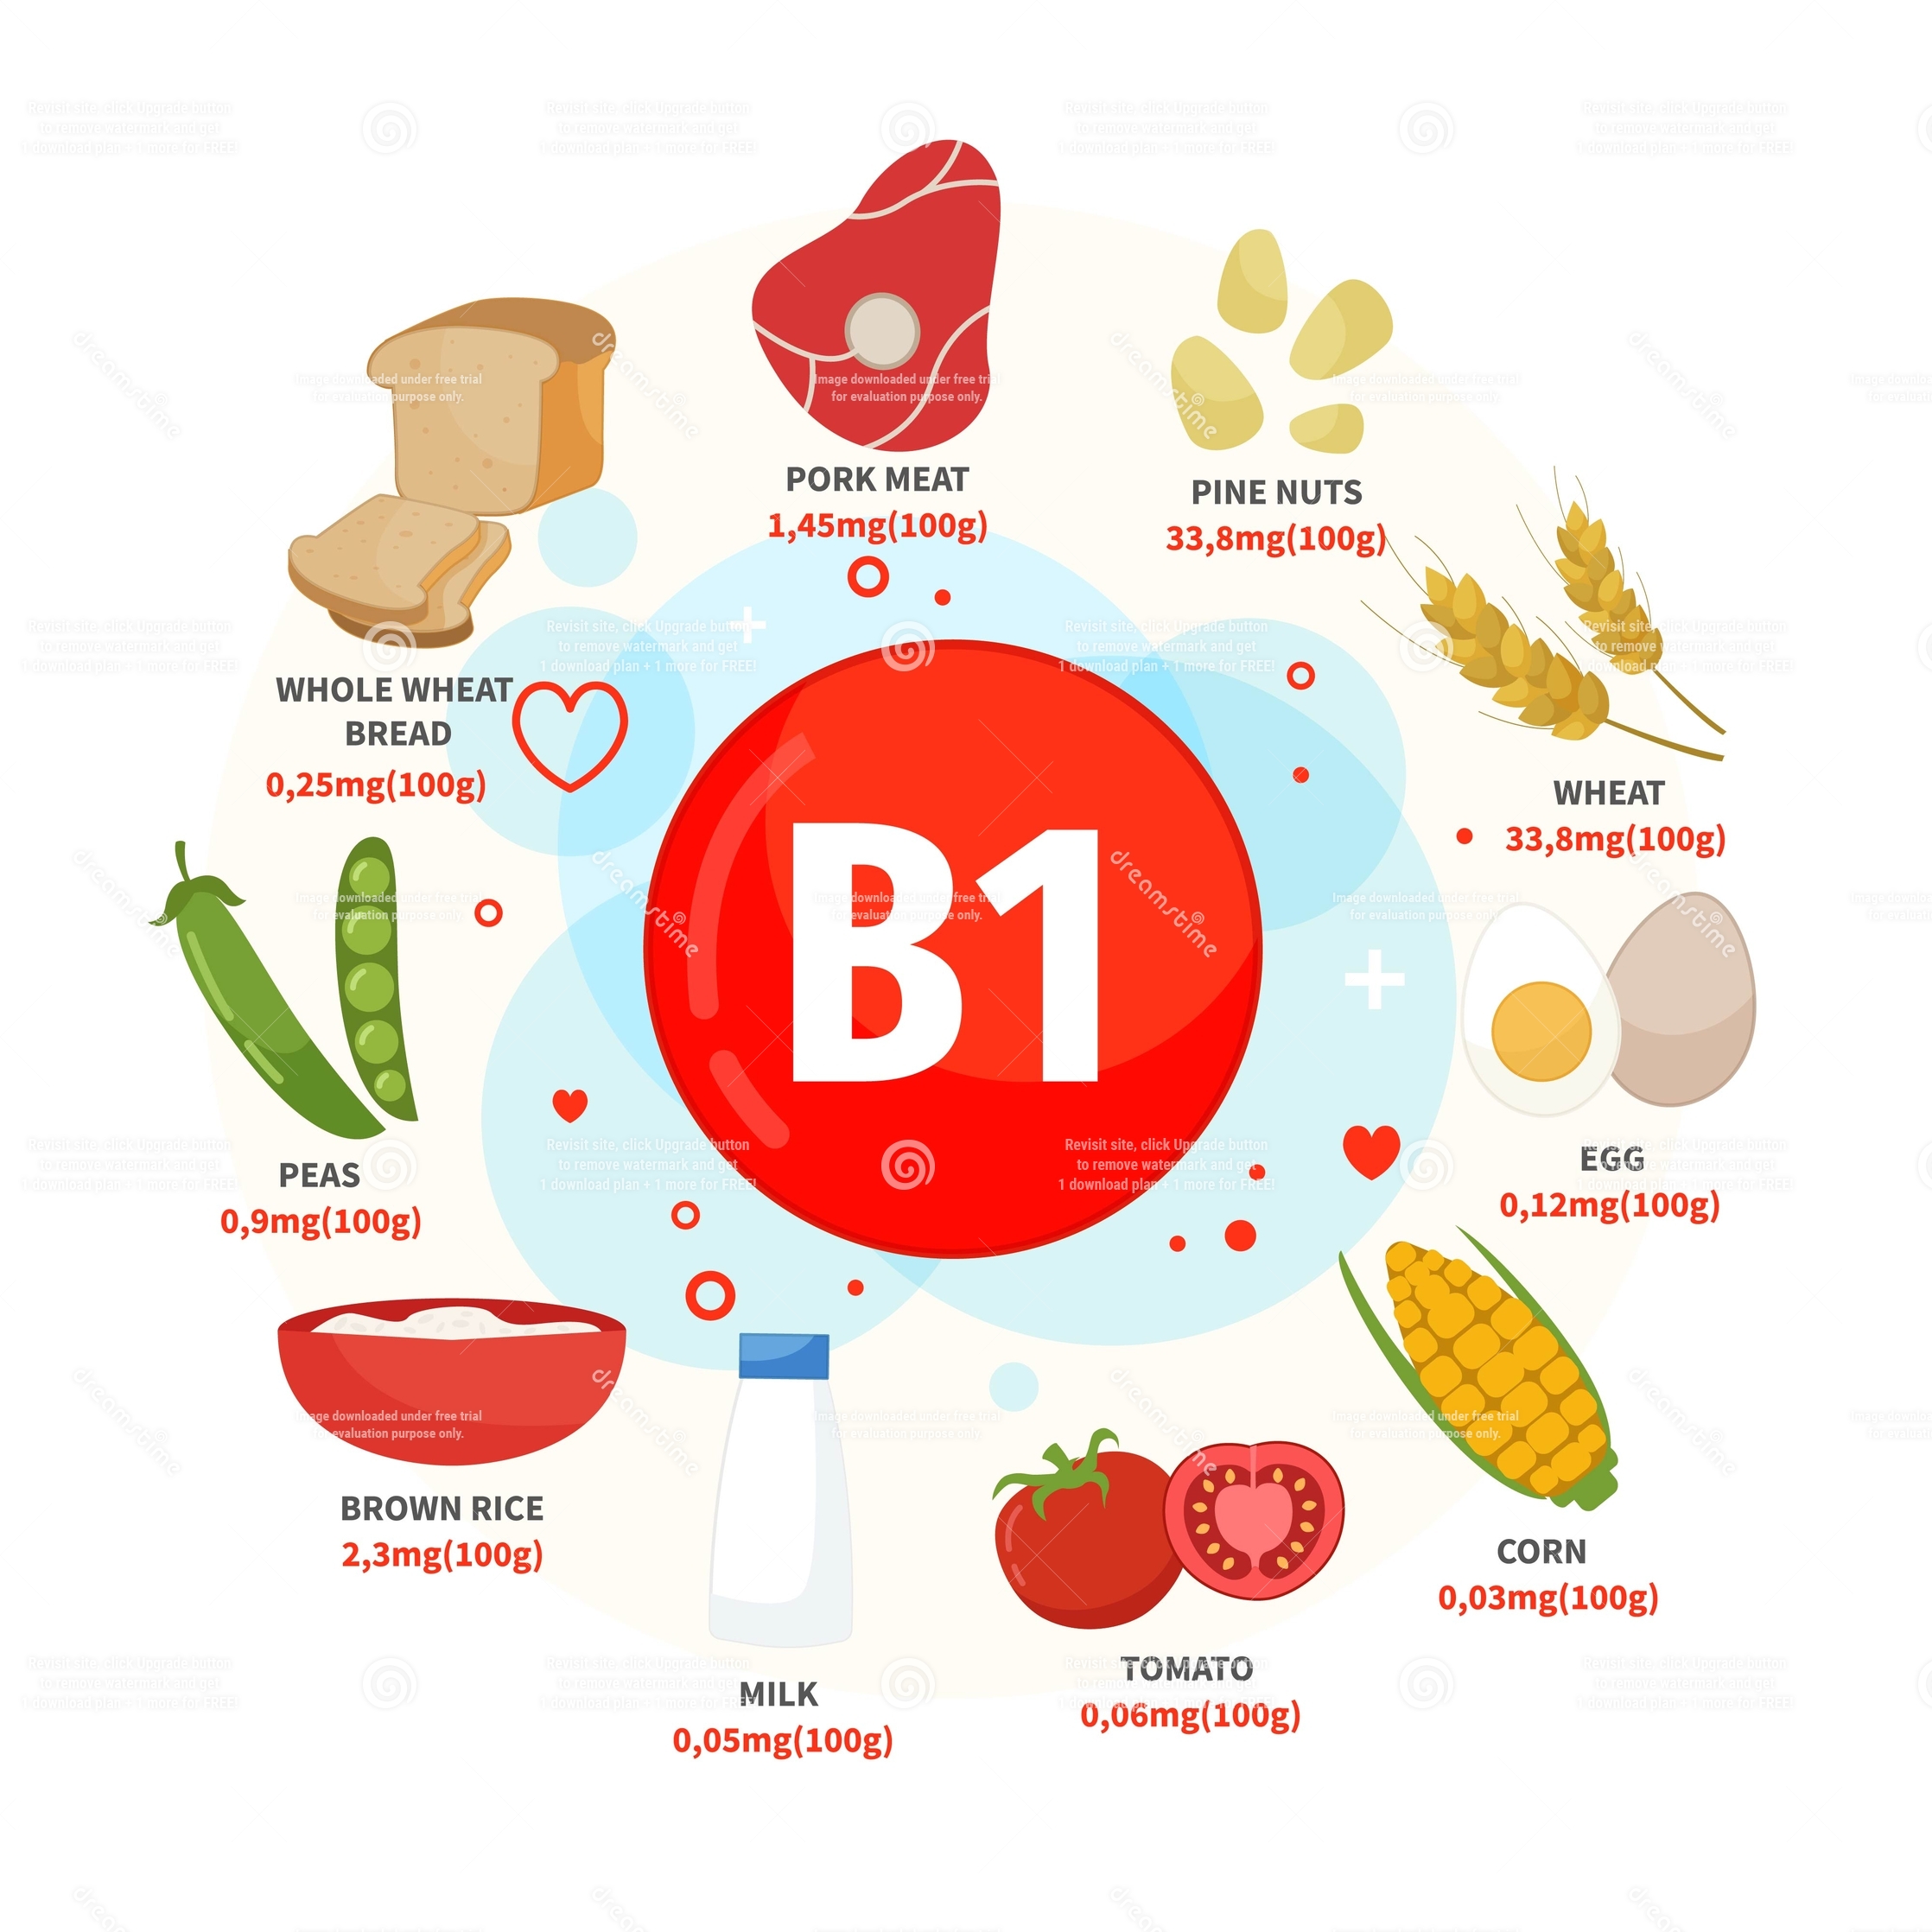 PORK MEAT
1,45mg(100g)
PINE NUTS
33,8mg(100g)
WHOLE WHEAT
BREAD
0,25mg(100g)
WHEAT
33,8mg(100g)
B1
PEAS
0,9mg(100g)
EGG
0,12mg(100g)
BROWN RICE
2,3mg(100g)
CORN
0,03mg(100g)
MILK
0,05mg(100g)
TOMATO
0,06mg(100g)
Revisit site, click Upgrade button
to remove watermark and get
1 download plan + 1 more for FREE!
Image downloaded under free trial
for evaluation purpose only.
dreamstime